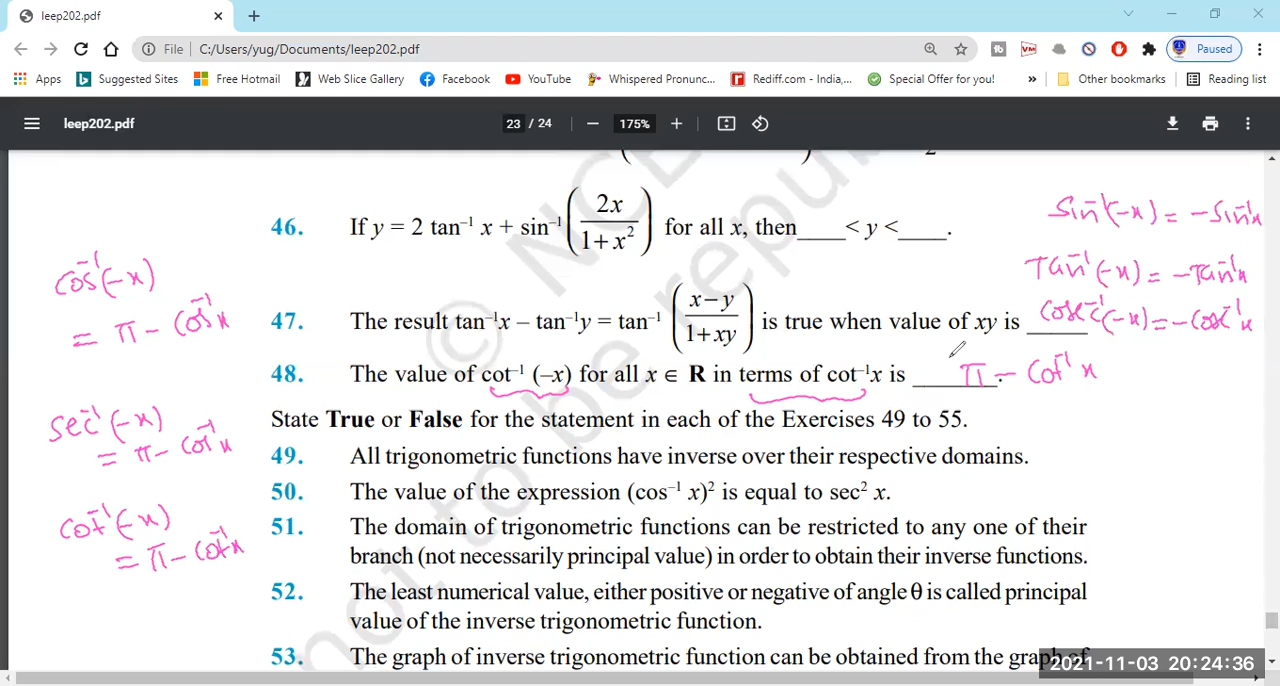 leep202.pdf
File C:/Users/yug/Documents/leep202.pdf Paused
Apps Suggested Sites Free Hotmail Web Slice Gallery Facebook YouTube Whispered Pronunc... Rediff.com - India,... Special Offer for you! » Other bookmarks Reading list
leep202.pdf 23 / 24 175%
46. If y = 2 tan⁻¹ x + sin⁻¹ (2x / 1+x²) for all x, then____< y <____.
sin⁻¹(-x) = -sin⁻¹x
Tan⁻¹(-x) = -Tan⁻¹x
cos⁻¹(-x)
= π - cos⁻¹x
47. The result tan⁻¹x – tan⁻¹y = tan⁻¹ (x–y / 1+xy) is true when value of xy is _____
cosec⁻¹(-x) = -cosec⁻¹x
48. The value of cot⁻¹ (–x) for all x ∈ R in terms of cot⁻¹x is _______.
π - cot⁻¹x
State True or False for the statement in each of the Exercises 49 to 55.
sec⁻¹(-x)
= π - cot⁻¹x
49. All trigonometric functions have inverse over their respective domains.
50. The value of the expression (cos⁻¹ x)² is equal to sec² x.
cot⁻¹(-x)
= π - cot⁻¹x
51. The domain of trigonometric functions can be restricted to any one of their
branch (not necessarily principal value) in order to obtain their inverse functions.
52. The least numerical value, either positive or negative of angle θ is called principal
value of the inverse trigonometric function.
53. The graph of inverse trigonometric function can be obtained from the graph of
© NCE
not to be republ
2021-11-03 20:24:36